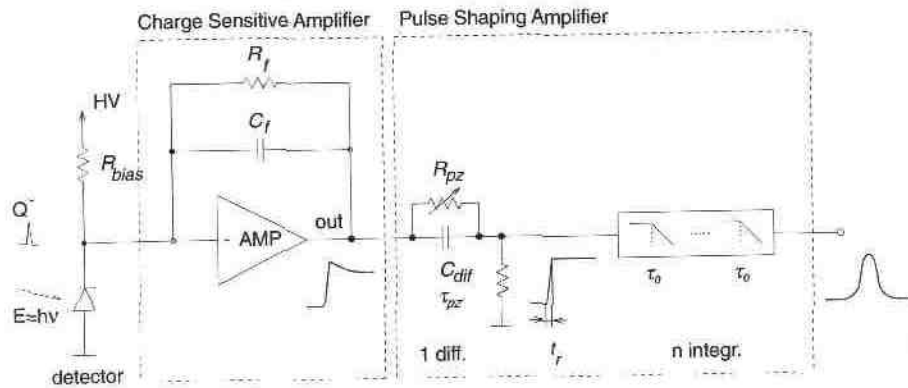 Charge Sensitive Amplifier
Pulse Shaping Amplifier
R_f
HV
C_f
R_bias
R_pz
Q-
out
- AMP
C_dif
τ_pz
τ_o
.....
τ_o
E=hν
1 diff.
t_r
n integr.
detector